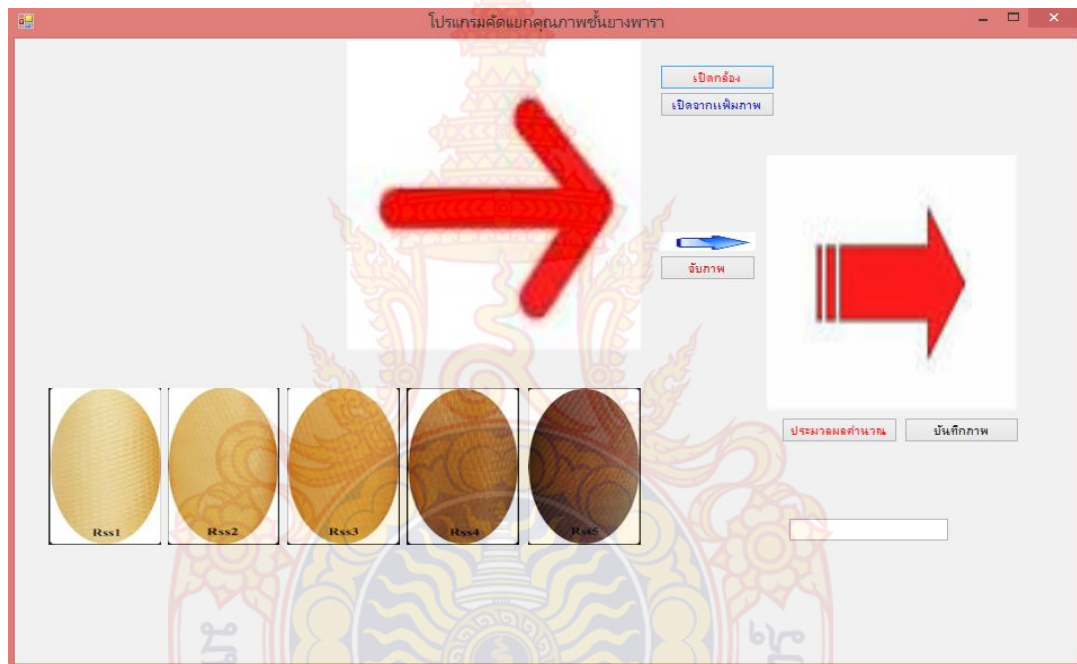 โปรแกรมคัดแยกคุณภาพชั้นยางพารา
เปิดกล้อง
เปิดจากแฟ้มภาพ
จับภาพ
ประมวลผลคำนวณ
บันทึกภาพ
Rss1
Rss2
Rss3
Rss4
Rss5